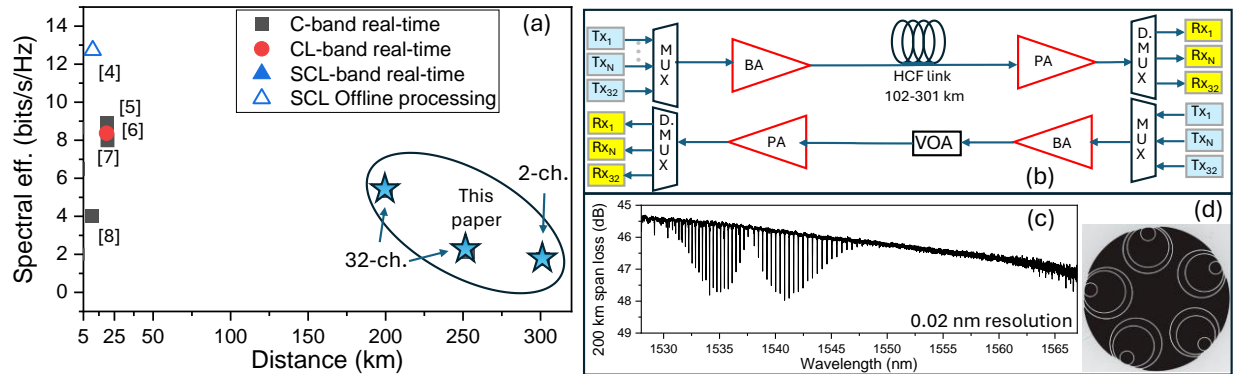 (a)
C-band real-time
CL-band real-time
SCL-band real-time
SCL Offline processing
Spectral eff. (bits/s/Hz)
14
12
10
8
6
4
2
0
[4]
[5]
[6]
[7]
[8]
This
paper
2-ch.
32-ch.
5
25
50
100
150
200
250
300
Distance (km)
Tx1
TxN
Tx32
MUX
BA
HCF link
102-301 km
PA
D.MUX
Rx1
RxN
Rx32
Rx1
RxN
Rx32
D.MUX
PA
VOA
BA
MUX
Tx1
TxN
Tx32
(b)
200 km span loss (dB)
45
46
47
48
49
(c)
0.02 nm resolution
1530
1535
1540
1545
1550
1555
1560
1565
Wavelength (nm)
(d)